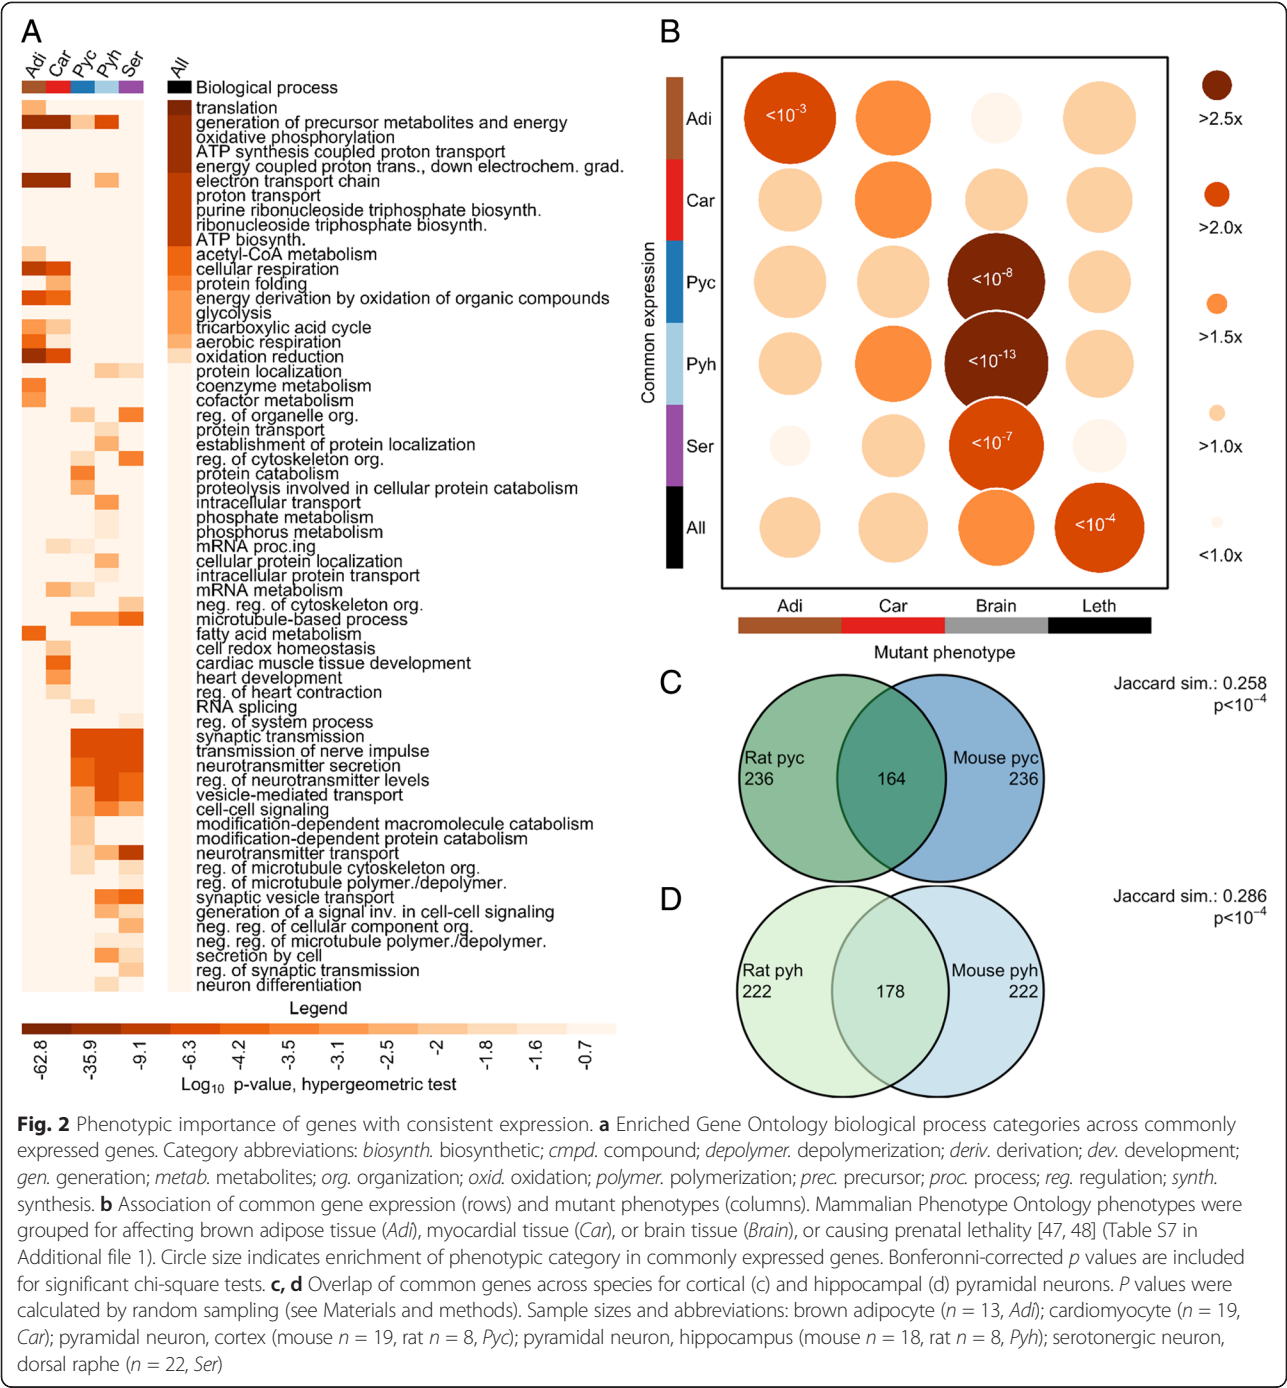 A
Adi
Car
Pyc
Pyh
Ser
All
Biological process
translation
generation of precursor metabolites and energy
oxidative phosphorylation
ATP synthesis coupled proton transport
energy coupled proton trans., down electrochem. grad.
electron transport chain
proton transport
purine ribonucleoside triphosphate biosynth.
ribonucleoside triphosphate biosynth.
ATP biosynth.
acetyl-CoA metabolism
cellular respiration
protein folding
energy derivation by oxidation of organic compounds
glycolysis
tricarboxylic acid cycle
aerobic respiration
oxidation reduction
protein localization
coenzyme metabolism
cofactor metabolism
reg. of organelle org.
protein transport
establishment of protein localization
reg. of cytoskeleton org.
protein catabolism
proteolysis involved in cellular protein catabolism
intracellular transport
phosphate metabolism
phosphorus metabolism
mRNA proc.ing
cellular protein localization
intracellular protein transport
mRNA metabolism
neg. reg. of cytoskeleton org.
microtubule-based process
fatty acid metabolism
cell redox homeostasis
cardiac muscle tissue development
heart development
reg. of heart contraction
RNA splicing
reg. of system process
synaptic transmission
transmission of nerve impulse
neurotransmitter secretion
reg. of neurotransmitter levels
vesicle-mediated transport
cell-cell signaling
modification-dependent macromolecule catabolism
modification-dependent protein catabolism
neurotransmitter transport
reg. of microtubule cytoskeleton org.
reg. of microtubule polymer./depolymer.
synaptic vesicle transport
generation of a signal inv. in cell-cell signaling
neg. reg. of cellular component org.
neg. reg. of microtubule polymer./depolymer.
secretion by cell
reg. of synaptic transmission
neuron differentiation
Legend
-62.8
-35.9
-9.1
-6.3
-4.2
-3.5
-3.1
-2.5
-2
-1.8
-1.6
-0.7
Log₁₀ p-value, hypergeometric test
B
Common expression
Adi
Car
Pyc
Pyh
Ser
All
<10⁻³
<10⁻⁸
<10⁻¹³
<10⁻⁷
<10⁻⁴
Adi
Car
Brain
Leth
Mutant phenotype
>2.5x
>2.0x
>1.5x
>1.0x
<1.0x
C
Rat pyc
236
164
Mouse pyc
236
Jaccard sim.: 0.258
p<10⁻⁴
D
Rat pyh
222
178
Mouse pyh
222
Jaccard sim.: 0.286
p<10⁻⁴
Fig. 2 Phenotypic importance of genes with consistent expression. a Enriched Gene Ontology biological process categories across commonly
expressed genes. Category abbreviations: biosynth. biosynthetic; cmpd. compound; depolymer. depolymerization; deriv. derivation; dev. development;
gen. generation; metab. metabolites; org. organization; oxid. oxidation; polymer. polymerization; prec. precursor; proc. process; reg. regulation; synth.
synthesis. b Association of common gene expression (rows) and mutant phenotypes (columns). Mammalian Phenotype Ontology phenotypes were
grouped for affecting brown adipose tissue (Adi), myocardial tissue (Car), or brain tissue (Brain), or causing prenatal lethality [47, 48] (Table S7 in
Additional file 1). Circle size indicates enrichment of phenotypic category in commonly expressed genes. Bonferonni-corrected p values are included
for significant chi-square tests. c, d Overlap of common genes across species for cortical (c) and hippocampal (d) pyramidal neurons. P values were
calculated by random sampling (see Materials and methods). Sample sizes and abbreviations: brown adipocyte (n = 13, Adi); cardiomyocyte (n = 19,
Car); pyramidal neuron, cortex (mouse n = 19, rat n = 8, Pyc); pyramidal neuron, hippocampus (mouse n = 18, rat n = 8, Pyh); serotonergic neuron,
dorsal raphe (n = 22, Ser)